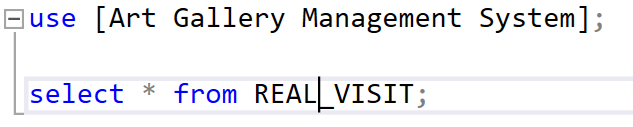 use [Art Gallery Management System];
select * from REAL_VISIT;